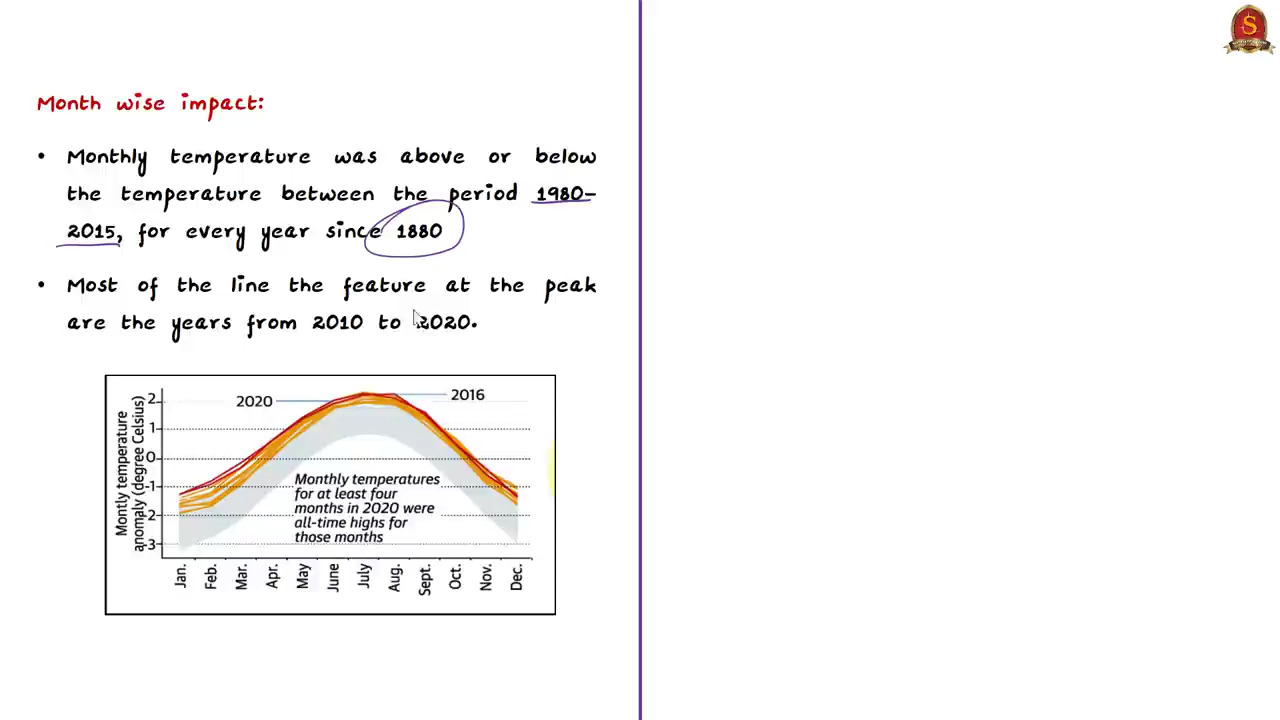 S
Month wise impact:
• Monthly temperature was above or below
the temperature between the period 1980-
2015, for every year since 1880
• Most of the line the feature at the peak
are the years from 2010 to 2020.
Montly temperature
anomaly (degree Celsius)
2
1
0
-1
-2
-3
2020
2016
Monthly temperatures
for at least four
months in 2020 were
all-time highs for
those months
Jan.
Feb.
Mar.
Apr.
May
June
July
Aug.
Sept.
Oct.
Nov.
Dec.